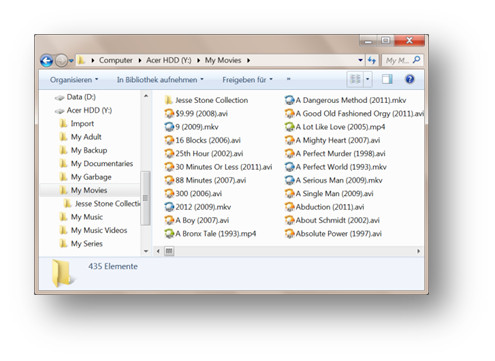 Computer ▸ Acer HDD (Y:) ▸ My Movies ▸
My M...
Organisieren
In Bibliothek aufnehmen
Freigeben für
»
Data (D:)
Acer HDD (Y:)
Import
My Adult
My Backup
My Documentaries
My Garbage
My Movies
Jesse Stone Collection
My Music
My Music Videos
My Series
Jesse Stone Collection
$9.99 (2008).avi
9 (2009).mkv
16 Blocks (2006).avi
25th Hour (2002).avi
30 Minutes Or Less (2011).avi
88 Minutes (2007).avi
300 (2006).avi
2012 (2009).mkv
A Boy (2007).avi
A Bronx Tale (1993).mp4
A Dangerous Method (2011).mkv
A Good Old Fashioned Orgy (2011).avi
A Lot Like Love (2005).mp4
A Mighty Heart (2007).avi
A Perfect Murder (1998).avi
A Perfect World (1993).mkv
A Serious Man (2009).mkv
A Single Man (2009).avi
Abduction (2011).avi
About Schmidt (2002).avi
Absolute Power (1997).avi
435 Elemente